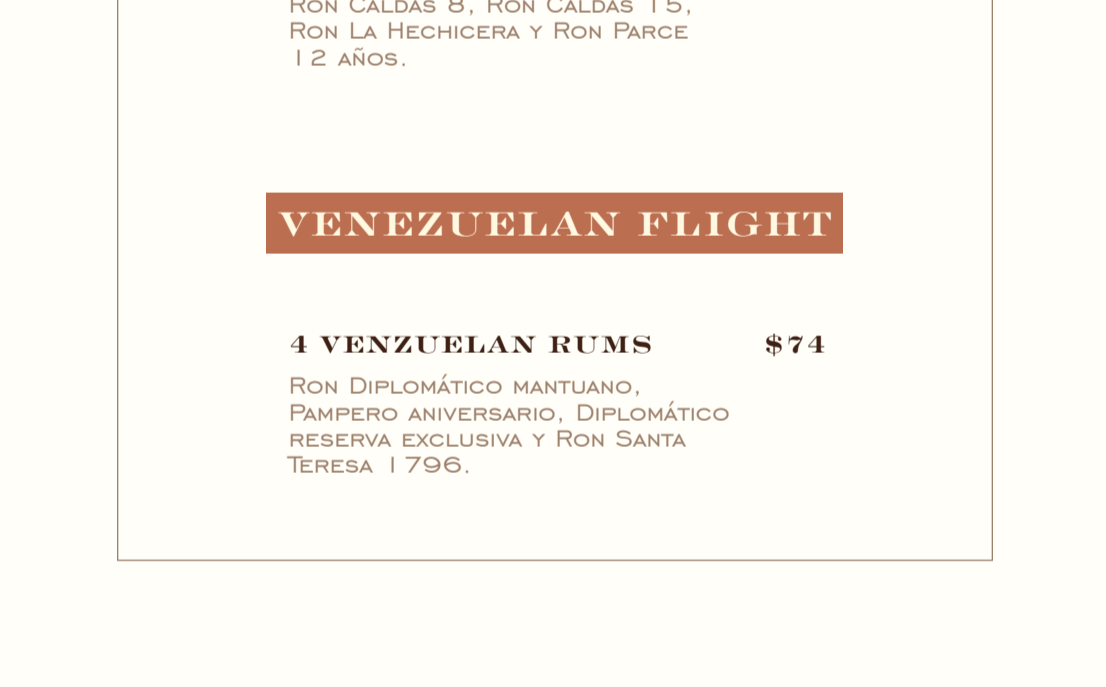 Ron Caldas 8, Ron Caldas 15,
Ron La Hechicera y Ron Parce
12 años.
VENEZUELAN FLIGHT
4 VENZUELAN RUMS $74
Ron Diplomático mantuano,
Pampero aniversario, Diplomático
reserva exclusiva y Ron Santa
Teresa 1796.